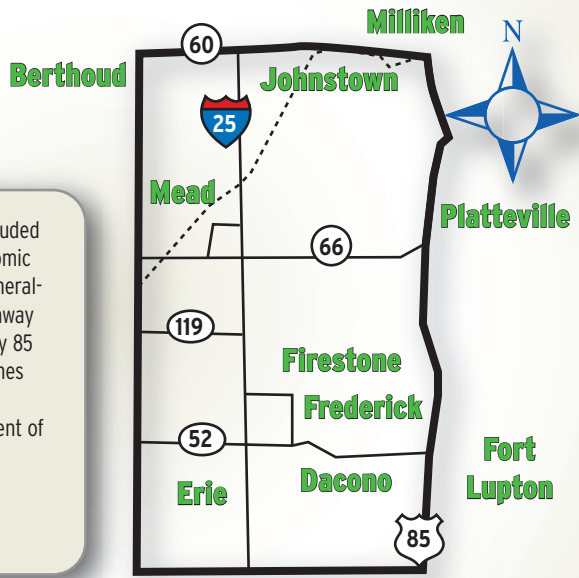 Milliken
N
60
Berthoud
Johnstown
25
Mead
Platteville
66
uded
omic
neral-
way
y 85
nes
ent of
119
Firestone
Frederick
52
Fort
Lupton
Erie
Dacono
85